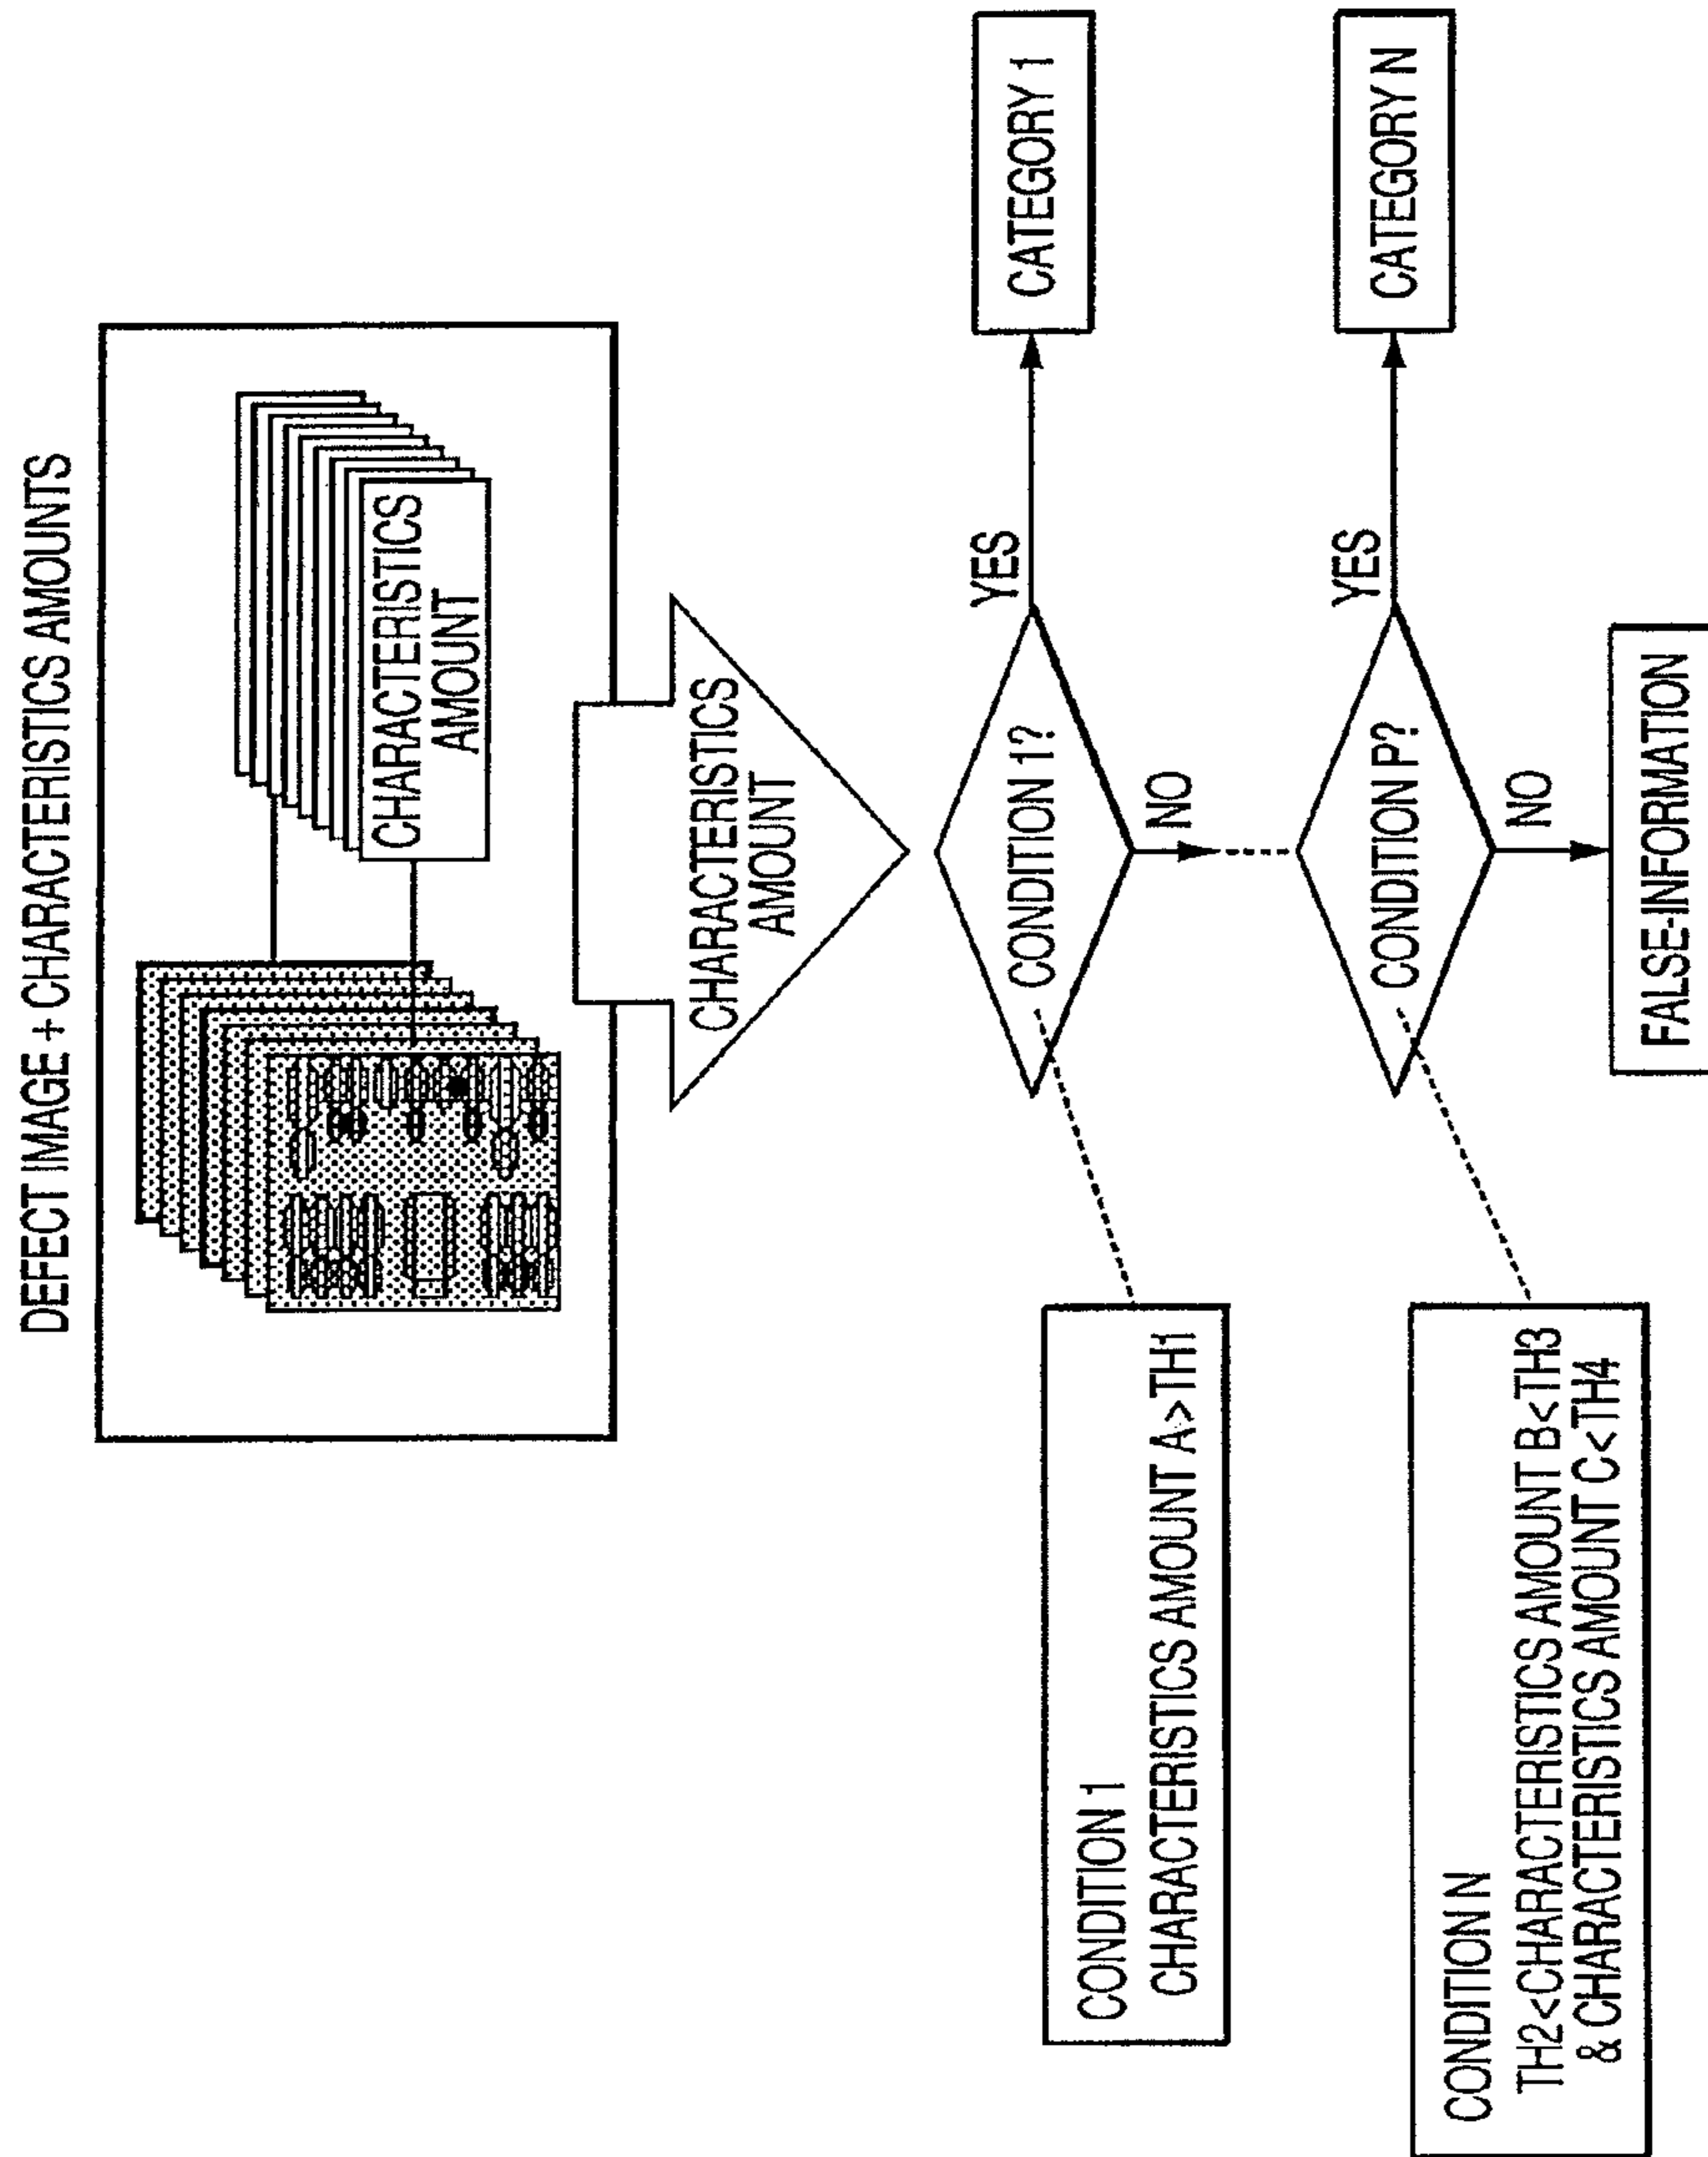 DEFECT IMAGE + CHARACTERISTICS AMOUNTS
CHARACTERISTICS
AMOUNT
CHARACTERISTICS
AMOUNT
CONDITION 1
CHARACTERISTICS AMOUNT A>TH1
CONDITION 1?
YES
CATEGORY 1
NO
CONDITION N
TH2<CHARACTERISTICS AMOUNT B<TH3
& CHARACTERISTICS AMOUNT C<TH4
CONDITION P?
YES
CATEGORY N
NO
FALSE-INFORMATION